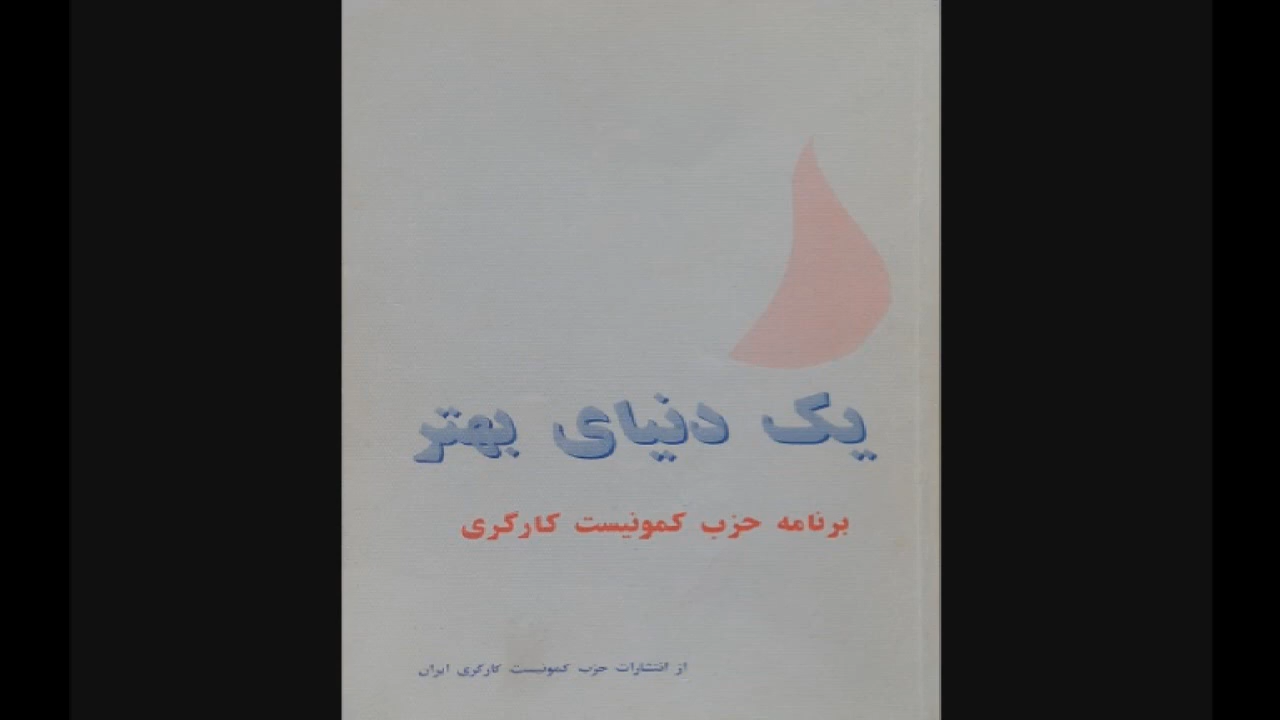 یک دنیای بهتر
برنامه حزب کمونیست کارگری
از انتشارات حزب کمونیست کارگری ایران